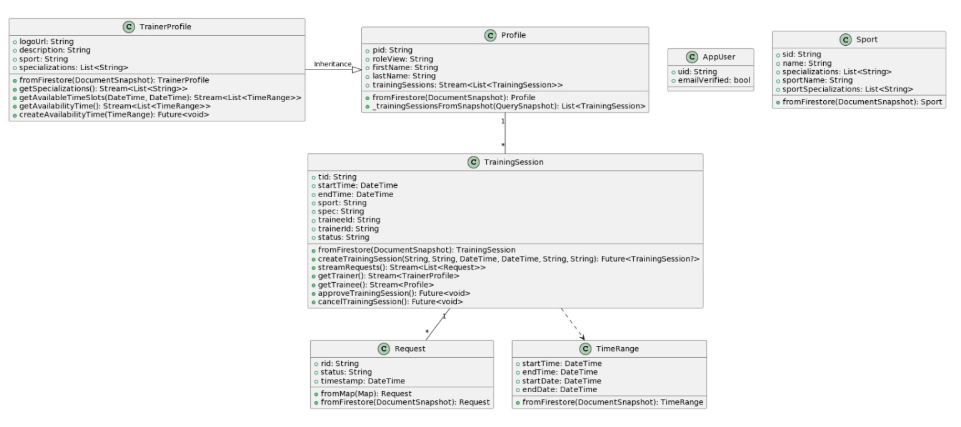 C TrainerProfile
logoUrl: String
description: String
sport: String
specializations: List<String>
fromFirestore(DocumentSnapshot): TrainerProfile
getSpecializations(): Stream<List<String>>
getAvailableTimeSlots(DateTime, DateTime): Stream<List<TimeRange>>
getAvailabilityTime(): Stream<List<TimeRange>>
createAvailabilityTime(TimeRange): Future<void>
Inheritance
C Profile
pid: String
roleView: String
firstName: String
lastName: String
trainingSessions: Stream<List<TrainingSession>>
fromFirestore(DocumentSnapshot): Profile
_trainingSessionsFromSnapshot(QuerySnapshot): List<TrainingSession>
C AppUser
uid: String
emailVerified: bool
C Sport
sid: String
name: String
specializations: List<String>
sportName: String
sportSpecializations: List<String>
fromFirestore(DocumentSnapshot): Sport
1
*
C TrainingSession
tid: String
startTime: DateTime
endTime: DateTime
sport: String
spec: String
traineeId: String
trainerId: String
status: String
fromFirestore(DocumentSnapshot): TrainingSession
createTrainingSession(String, String, DateTime, DateTime, String, String): Future<TrainingSession?>
streamRequests(): Stream<List<Request>>
getTrainer(): Stream<TrainerProfile>
getTrainee(): Stream<Profile>
approveTrainingSession(): Future<void>
cancelTrainingSession(): Future<void>
1
*
C Request
rid: String
status: String
timestamp: DateTime
fromMap(Map): Request
fromFirestore(DocumentSnapshot): Request
C TimeRange
startTime: DateTime
endTime: DateTime
startDate: DateTime
endDate: DateTime
fromFirestore(DocumentSnapshot): TimeRange